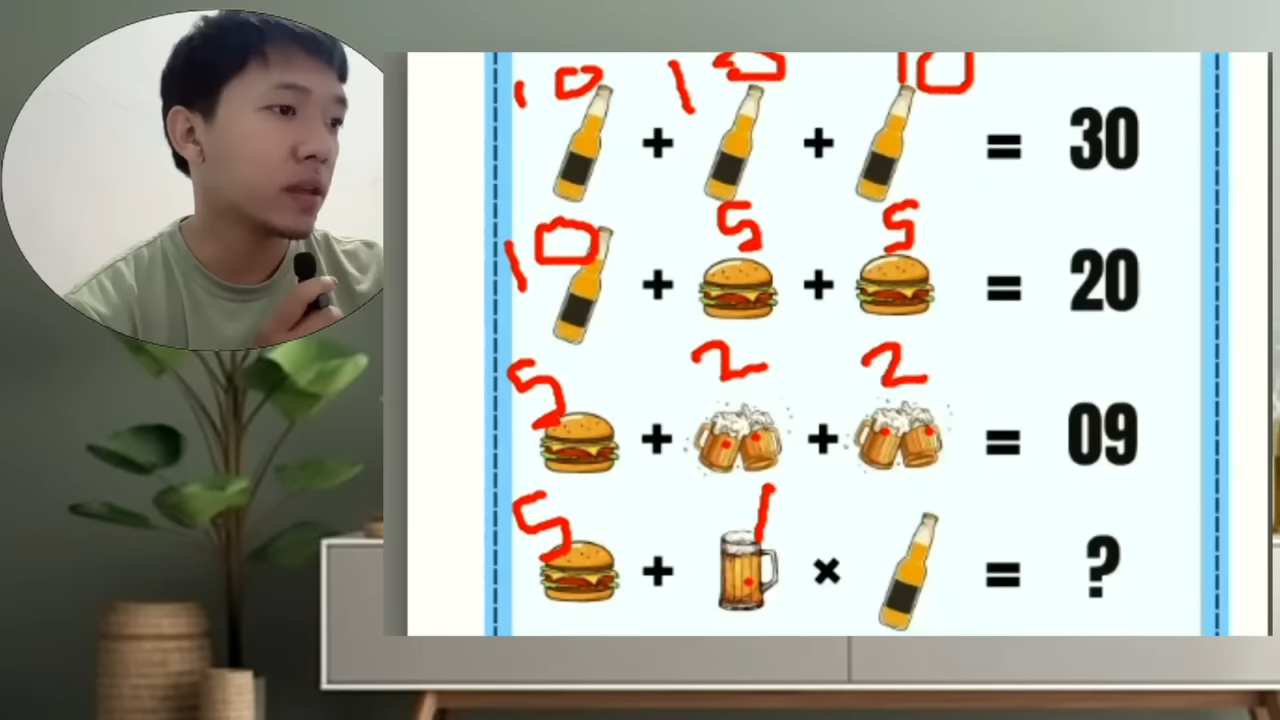 10 10 10
+ + = 30
10 5 5
+ + = 20
5 2 2
+ + = 09
5 1
+ × = ?